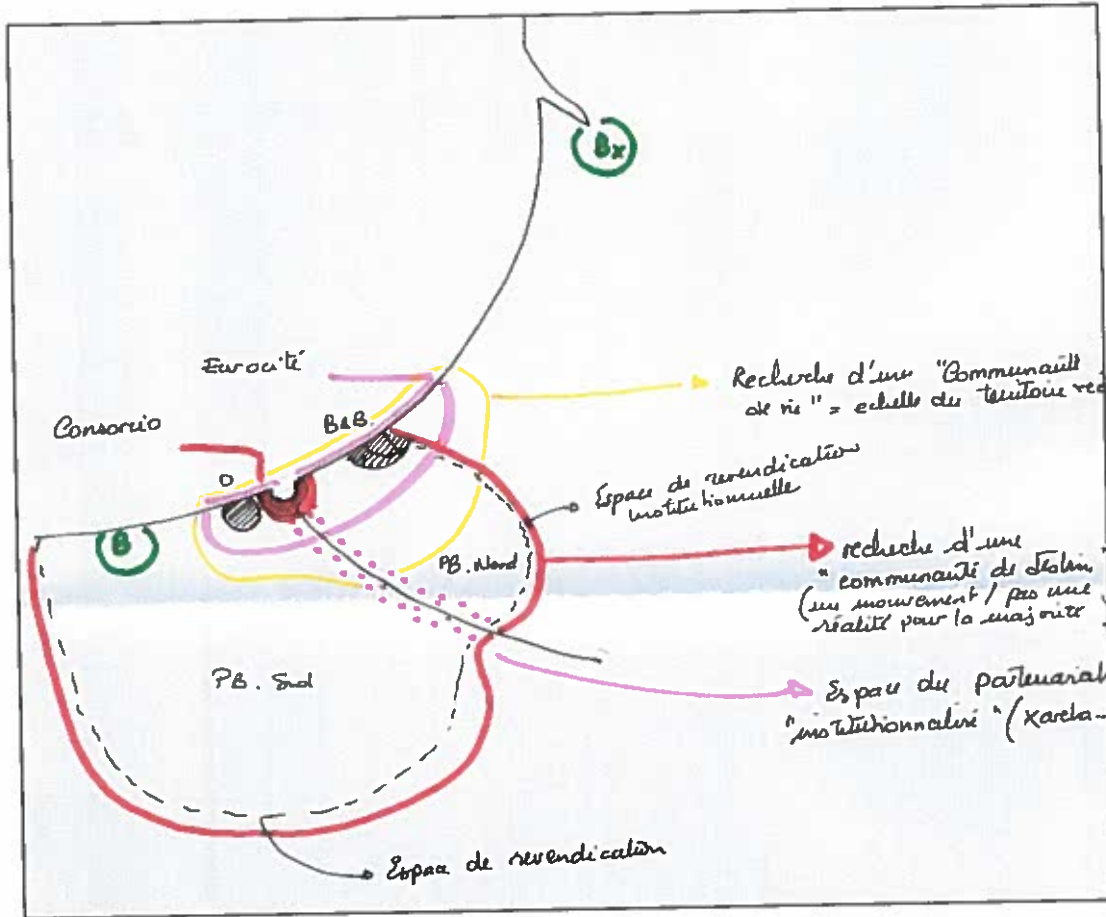 Bx
Eurocité
Recherche d'une "Communauté
de vie" = echelle du territoire
Consorcio
B&B
D
Espace de revendication
institutionnelle
B
PB. Nord
recherche d'une
"communauté de destin
(un mouvement / pas une
réalité pour la majorité
PB. Sud
Espace du partenariat
"institutionnalisé" (Xareta-
Espace de revendication